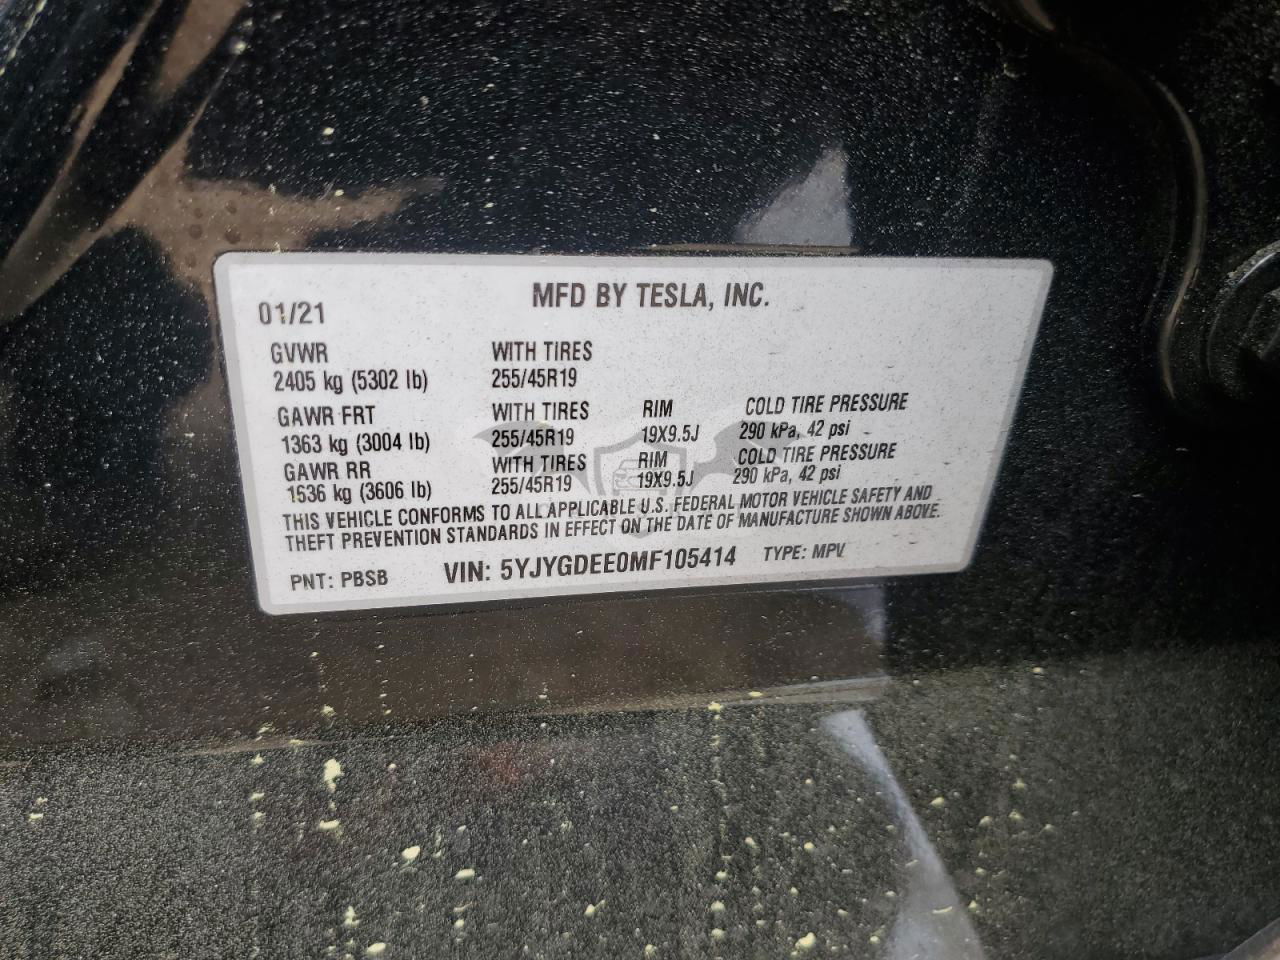 MFD BY TESLA, INC.
01/21
GVWR WITH TIRES
2405 kg (5302 lb) 255/45R19
GAWR FRT WITH TIRES RIM COLD TIRE PRESSURE
1363 kg (3004 lb) 255/45R19 19X9.5J 290 kPa, 42 psi
GAWR RR WITH TIRES RIM COLD TIRE PRESSURE
1636 kg (3606 lb) 255/45R19 19X9.5J 290 kPa, 42 psi
THIS VEHICLE CONFORMS TO ALL APPLICABLE U.S. FEDERAL MOTOR VEHICLE SAFETY AND
THEFT PREVENTION STANDARDS IN EFFECT ON THE DATE OF MANUFACTURE SHOWN ABOVE.
PNT: PBSB VIN: 5YJYGDEE0MF105414 TYPE: MPV